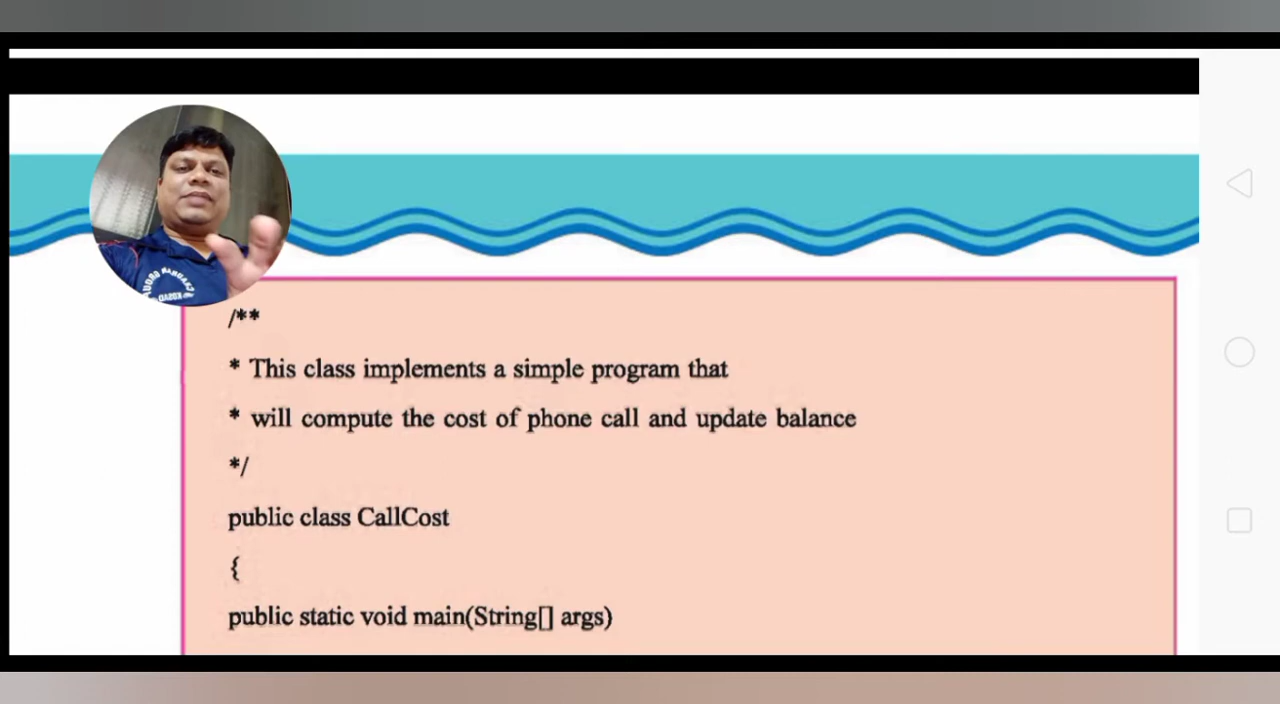 /**
* This class implements a simple program that
* will compute the cost of phone call and update balance
*/
public class CallCost
{
public static void main(String[] args)